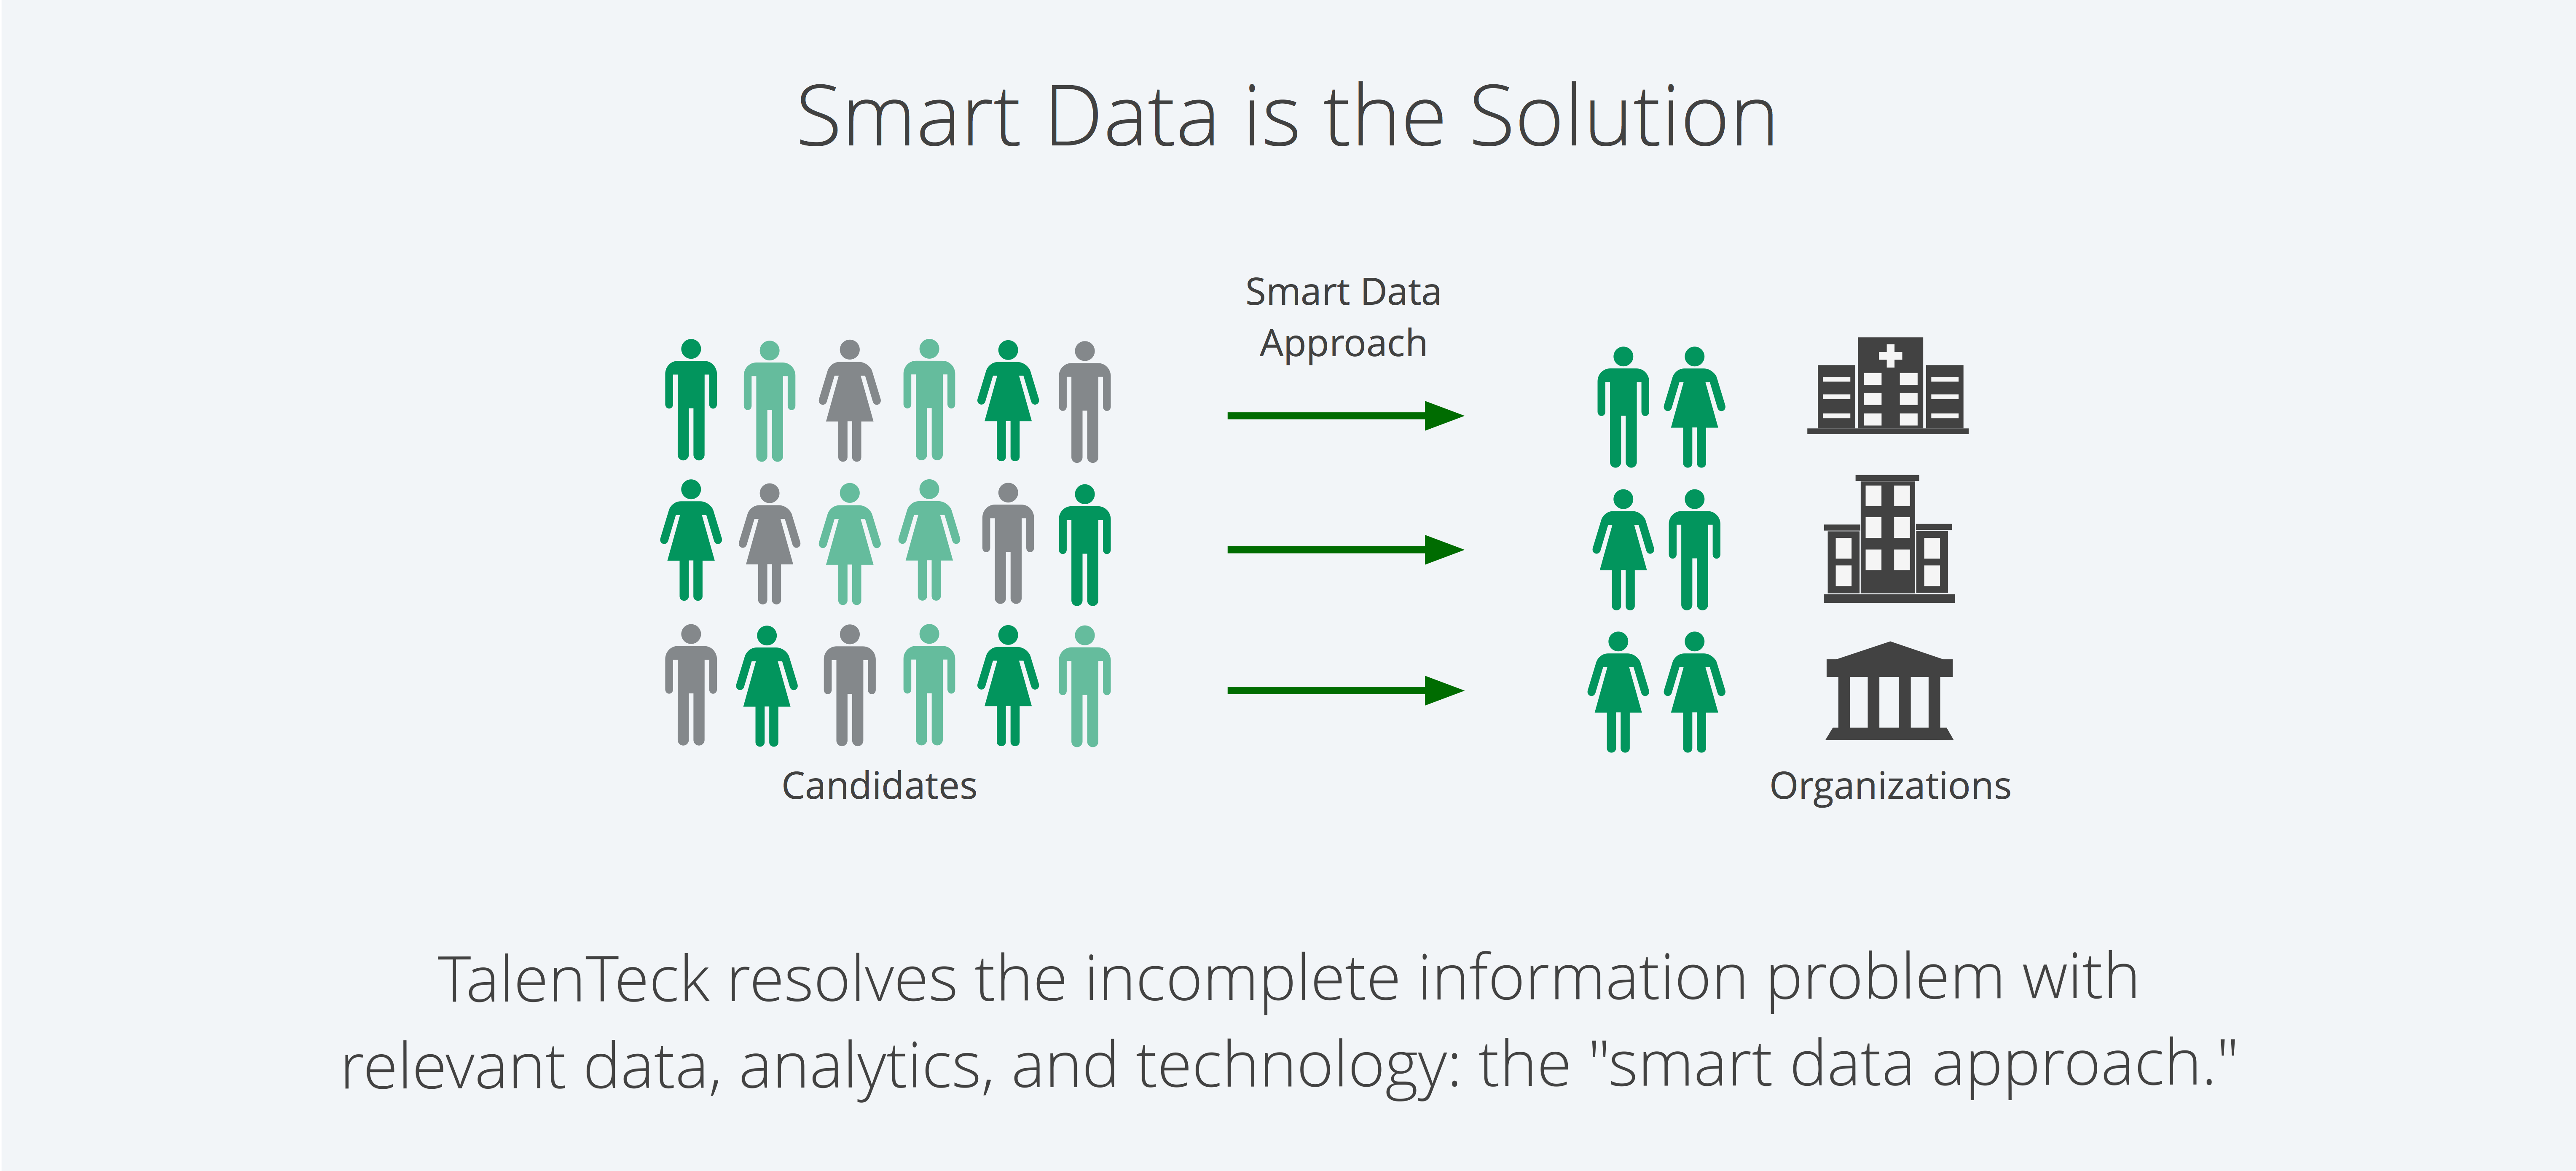 Smart Data is the Solution
Smart Data
Approach
Candidates
Organizations
TalenTeck resolves the incomplete information problem with
relevant data, analytics, and technology: the "smart data approach."